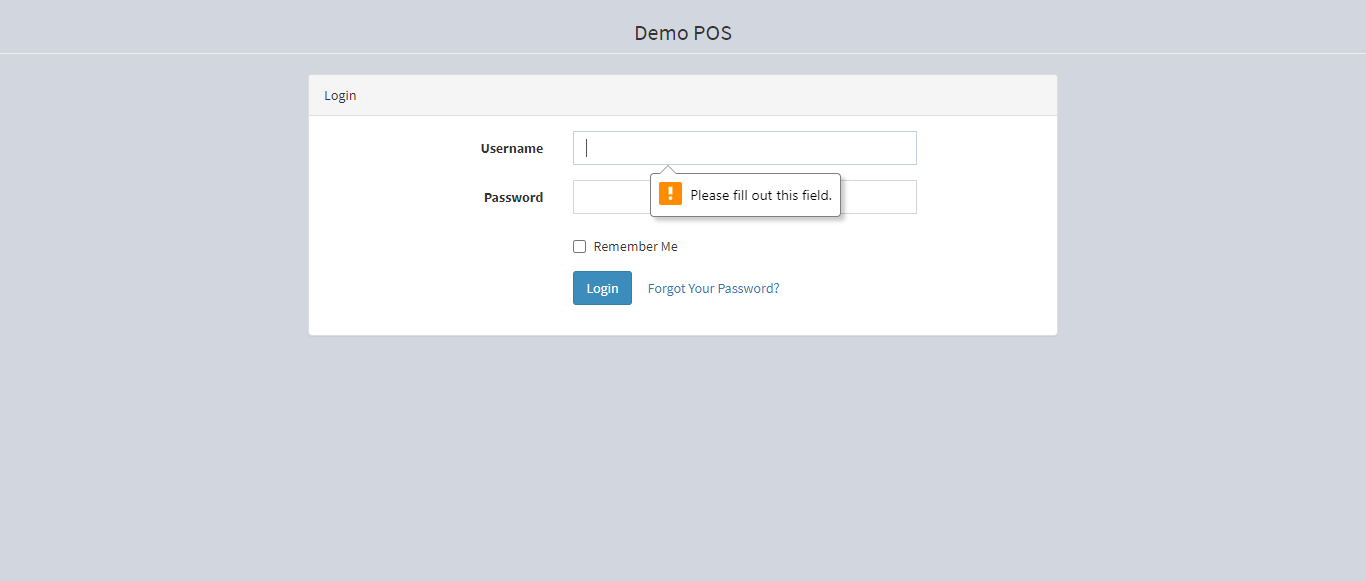 Demo POS
Login
Username
Password
Please fill out this field.
Remember Me
Login Forgot Your Password?